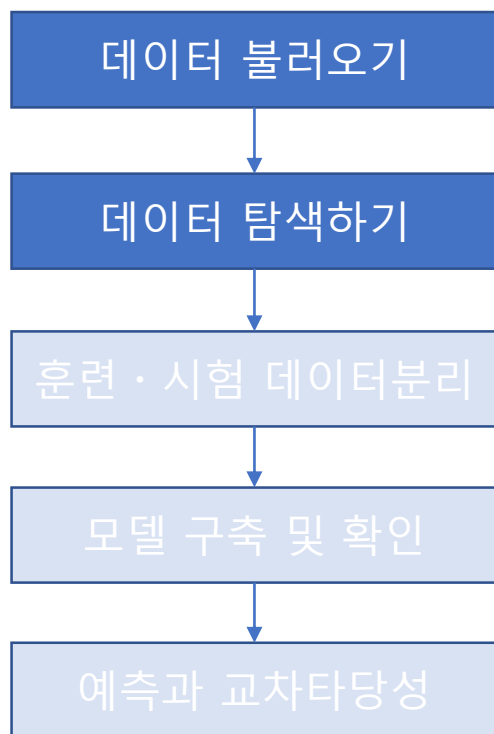 데이터 불러오기
데이터 탐색하기
훈련 · 시험 데이터분리
모델 구축 및 확인
예측과 교차타당성